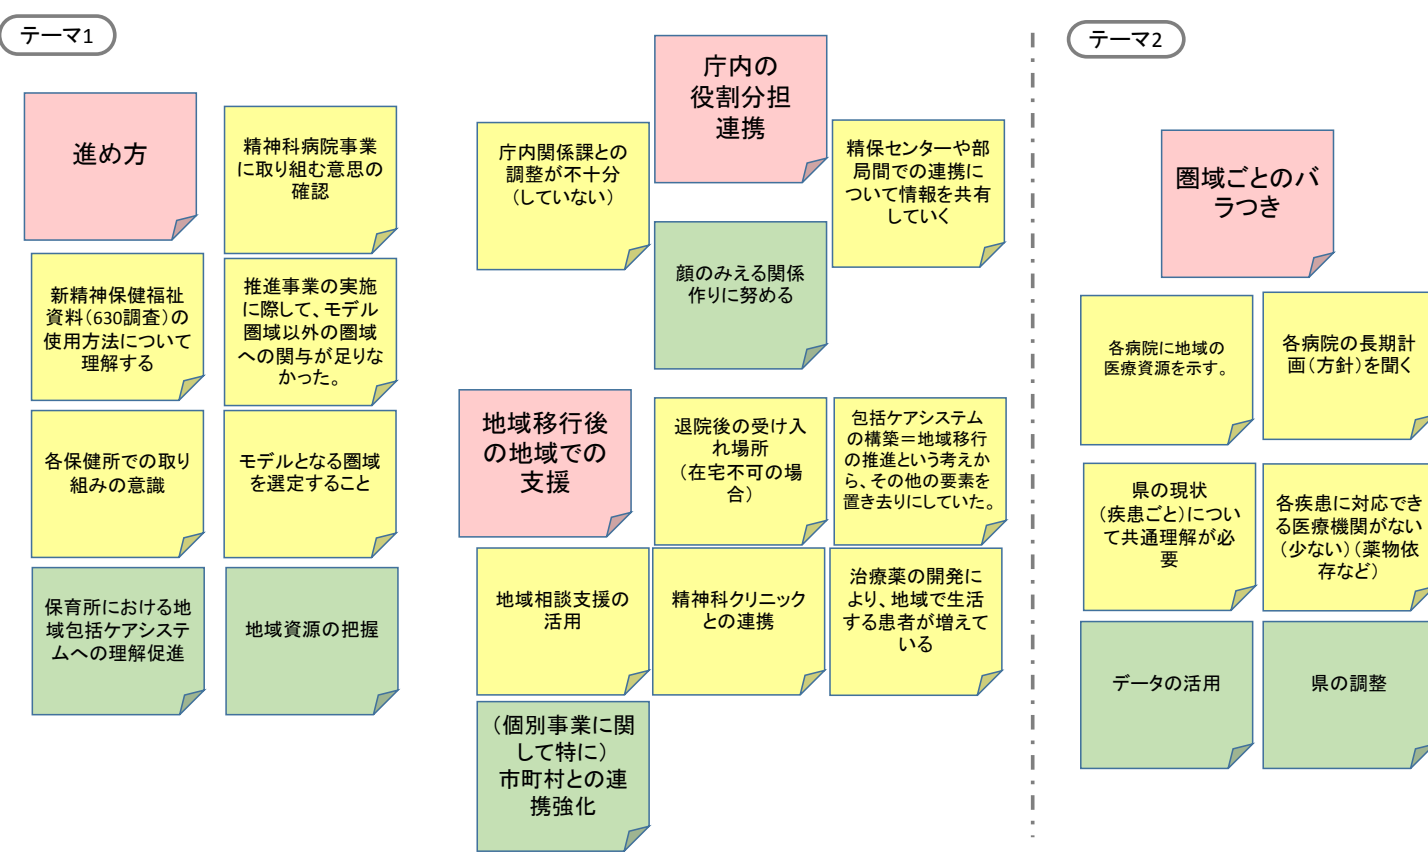 テーマ1
進め方
精神科病院事業
に取り組む意思の
確認
新精神保健福祉
資料(630調査)の
使用方法について
理解する
推進事業の実施
に際して、モデル
圏域以外の圏域
への関与が足りな
かった。
各保健所での取り
組みの意識
モデルとなる圏域
を選定すること
保育所における地
域包括ケアシステ
ムへの理解促進
地域資源の把握
庁内の
役割分担
連携
庁内関係課との
調整が不十分
(していない)
精保センターや部
局間での連携に
ついて情報を共有
していく
顔のみえる関係
作りに努める
地域移行後
の地域での
支援
退院後の受け入
れ場所
(在宅不可の場
合)
包括ケアシステム
の構築=地域移行
の推進という考えか
ら、その他の要素を
置き去りにしていた。
地域相談支援の
活用
精神科クリニック
との連携
治療薬の開発に
より、地域で生活
する患者が増えて
いる
(個別事業に関
して特に)
市町村との連
携強化
テーマ2
圏域ごとのバ
ラつき
各病院に地域の
医療資源を示す。
各病院の長期計
画(方針)を聞く
県の現状
(疾患ごと)につい
て共通理解が必
要
各疾患に対応でき
る医療機関がない
(少ない)(薬物依
存など)
データの活用
県の調整